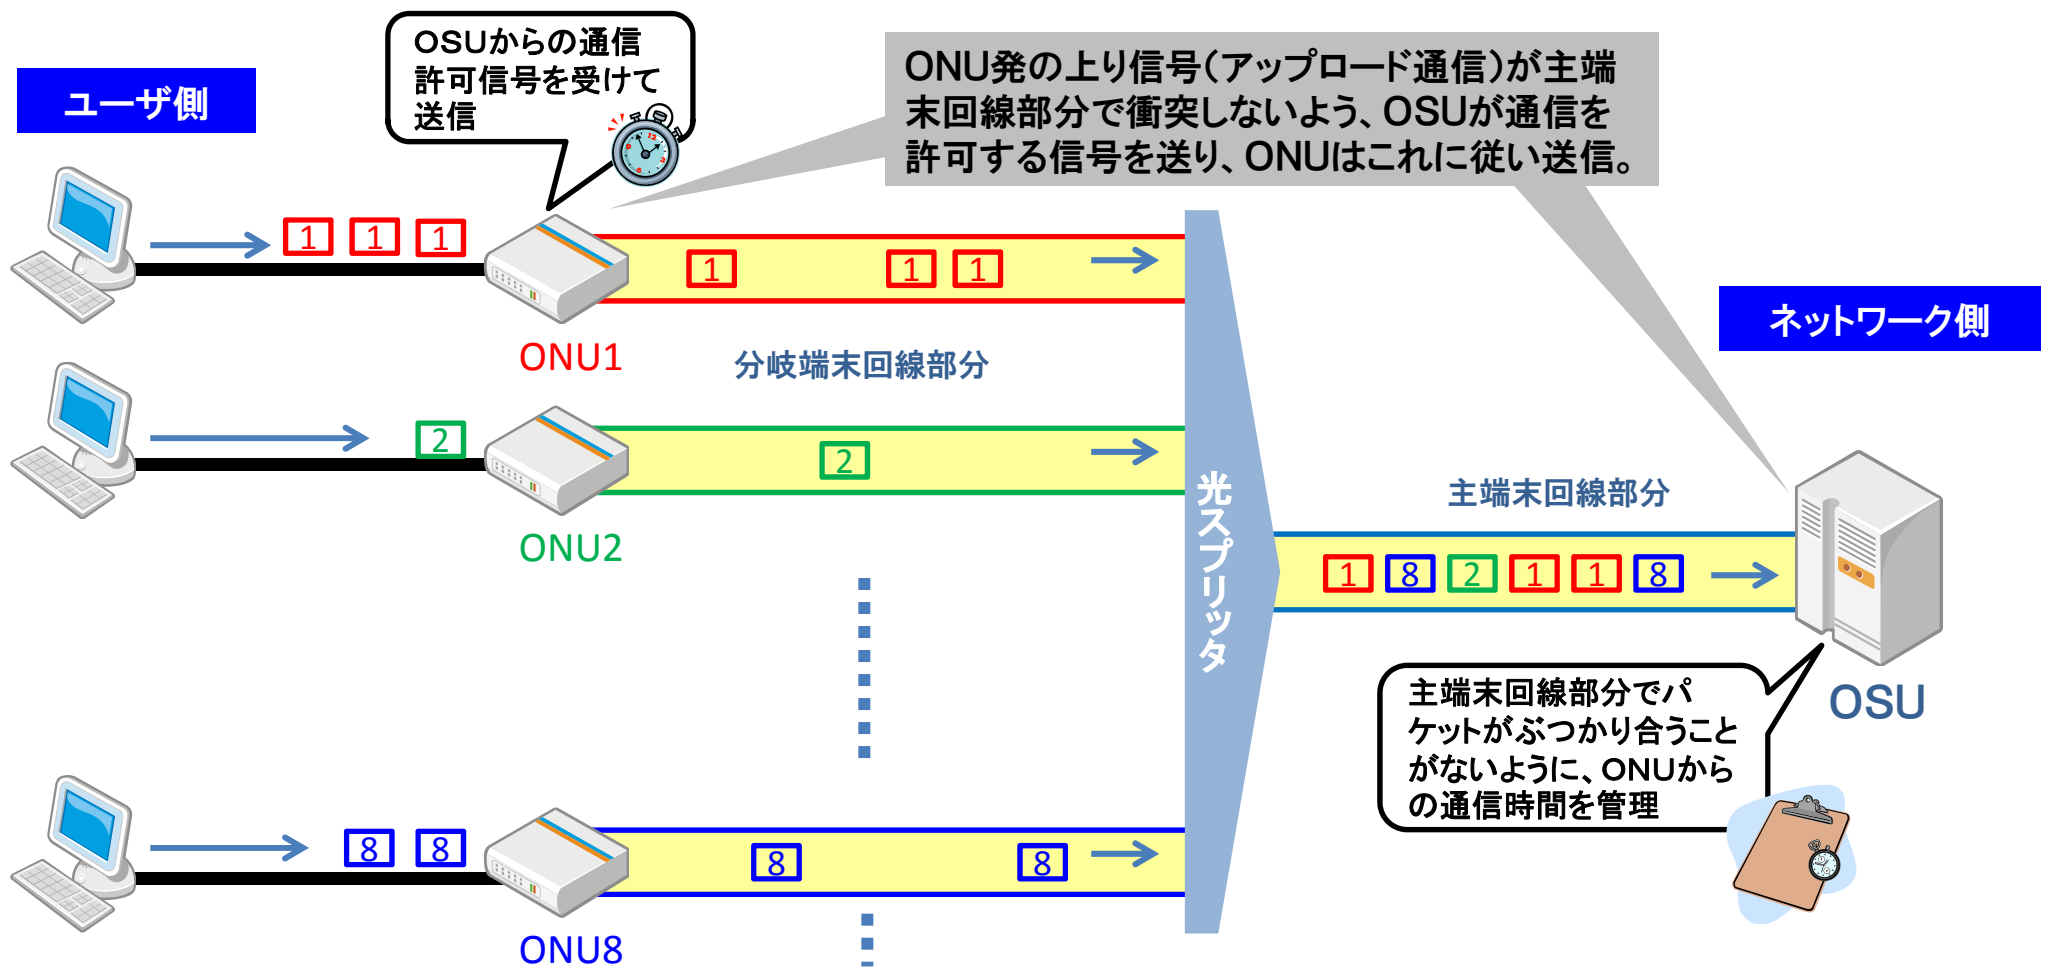 OSUからの通信
許可信号を受けて
送信
ONU発の上り信号（アップロード通信）が主端
末回線部分で衝突しないよう、OSUが通信を
許可する信号を送り、ONUはこれに従い送信。
ユーザ側
1 1 1
1 1 1
ONU1
分岐端末回線部分
ネットワーク側
2
2
ONU2
光スプリッタ
主端末回線部分
1 8 2 1 1 8
OSU
主端末回線部分でパ
ケットがぶつかり合うこと
がないように、ONUから
の通信時間を管理
8 8
8 8
ONU8